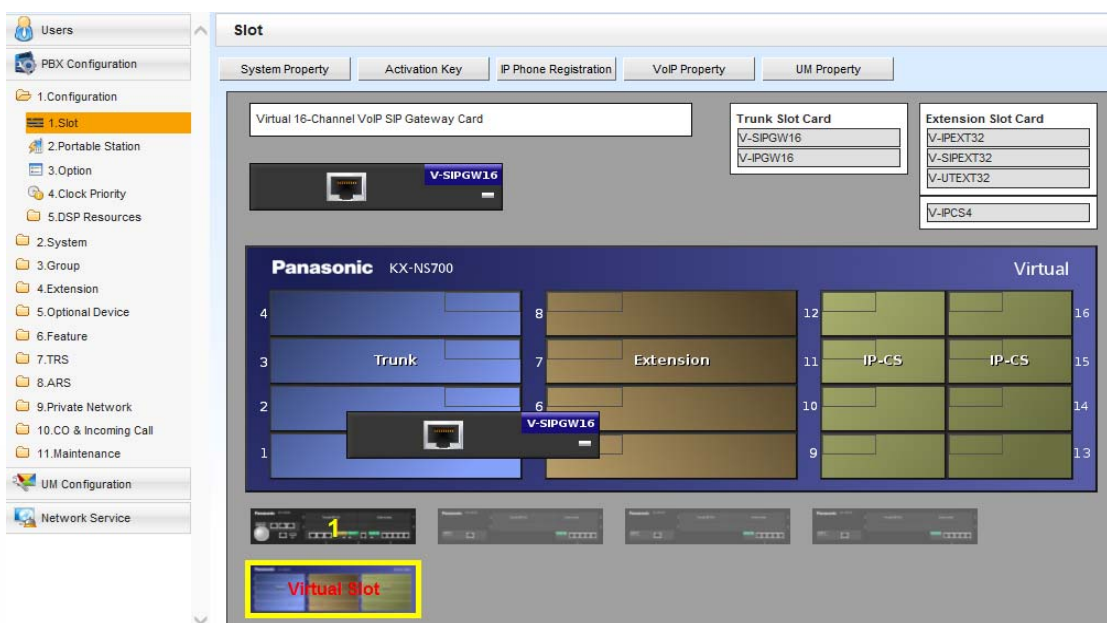 Users
PBX Configuration
1.Configuration
1.Slot
2.Portable Station
3.Option
4.Clock Priority
5.DSP Resources
2.System
3.Group
4.Extension
5.Optional Device
6.Feature
7.TRS
8.ARS
9.Private Network
10.CO & Incoming Call
11.Maintenance
UM Configuration
Network Service
Slot
System Property Activation Key IP Phone Registration VoIP Property UM Property
Virtual 16-Channel VoIP SIP Gateway Card
V-SIPGW16
Trunk Slot Card
V-SIPGW16
V-IPGW16
Extension Slot Card
V-IPEXT32
V-SIPEXT32
V-UTEXT32
V-IPCS4
Panasonic KX-NS700 Virtual
4 8 12 16
3 Trunk 7 Extension 11 IP-CS IP-CS 15
2 6 10 14
V-SIPGW16
1 9 13
1
Virtual Slot